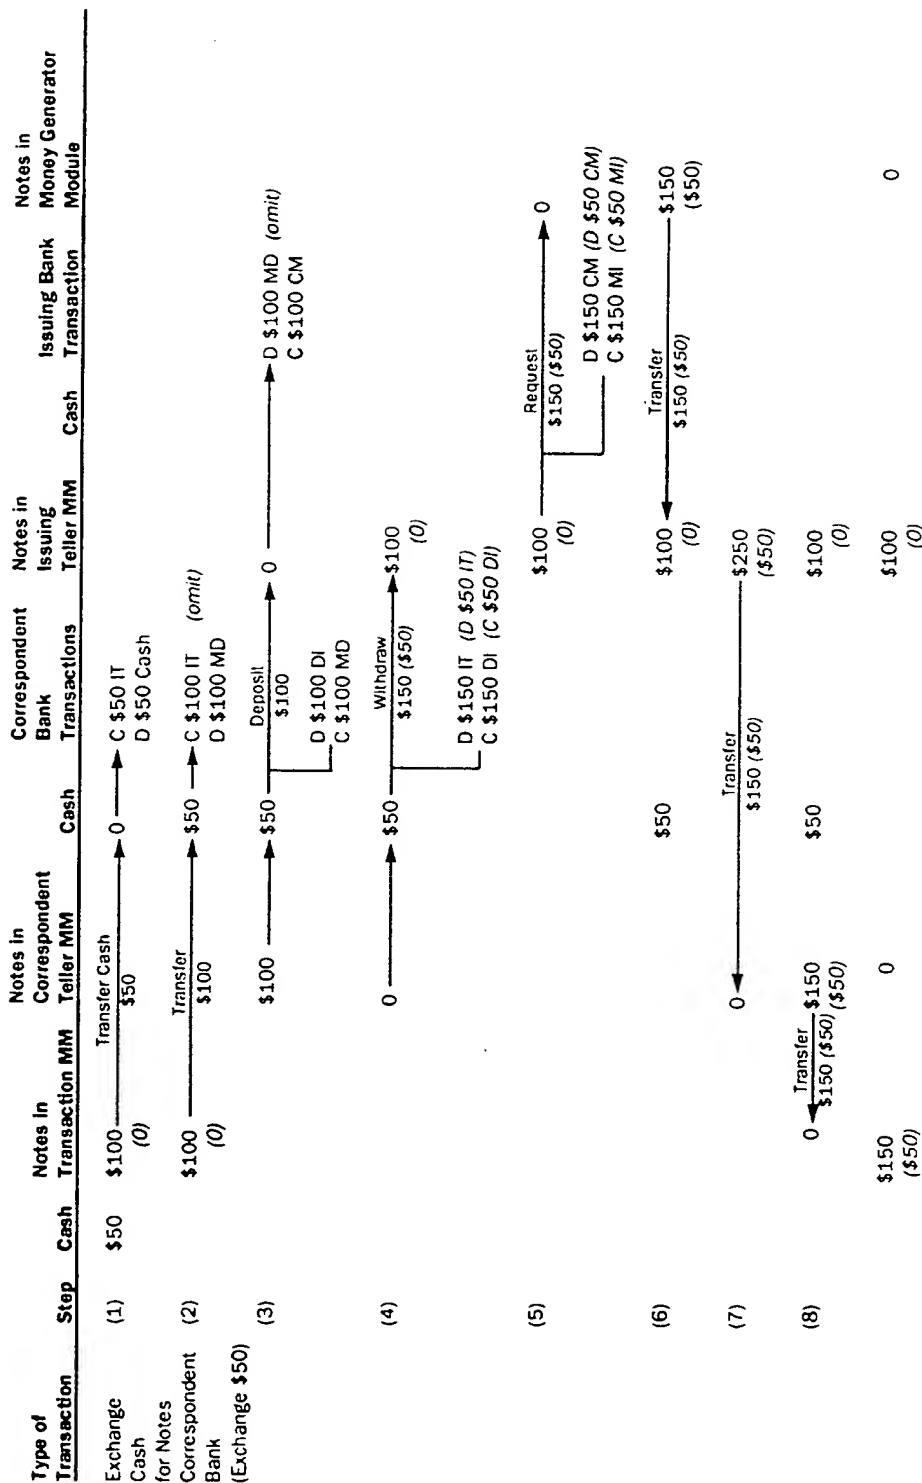 Type of
Transaction
Step
Cash
Notes in
Transaction MM
Notes in
Correspondent
Teller MM
Cash
Correspondent
Bank
Transactions
Notes in
Issuing
Teller MM
Cash
Issuing Bank
Transaction
Notes in
Money Generator
Module
Exchange
Cash
for Notes
Correspondent
Bank
(Exchange $50)
(1)
$50
$100
(0)
Transfer Cash
$50
0
C $50 IT
D $50 Cash
(2)
$100
(0)
Transfer
$100
$50
C $100 IT (omit)
D $100 MD
(3)
$100
$50
Deposit
$100
D $100 DI
C $100 MD
0
D $100 MD (omit)
C $100 CM
(4)
0
$50
Withdraw
$150 ($50)
D $150 IT (D $50 IT)
C $150 DI (C $50 DI)
$100
(0)
(5)
$100
(0)
Request
$150 ($50)
D $150 CM (D $50 CM)
C $150 MI (C $50 MI)
0
(6)
$50
$100
(0)
Transfer
$150 ($50)
$150
($50)
(7)
0
Transfer
$150 ($50)
$250
($50)
(8)
0
Transfer
$150 ($50)
$150
($50)
$50
$100
(0)
$150
($50)
0
$100
(0)
0